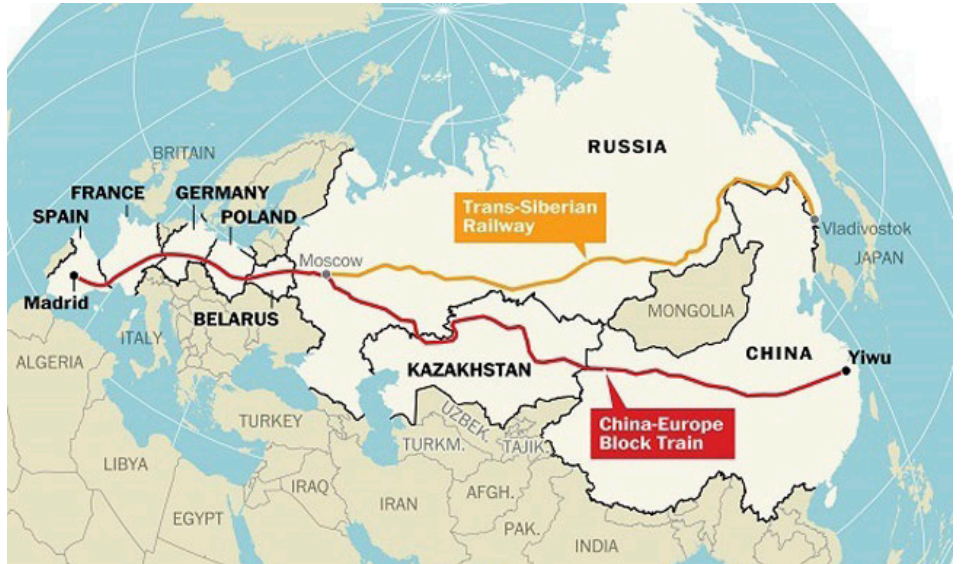 RUSSIA
BRITAIN
FRANCE
GERMANY
SPAIN
POLAND
Trans-Siberian
Railway
Vladivostok
JAPAN
Moscow
Madrid
BELARUS
MONGOLIA
ITALY
ALGERIA
KAZAKHSTAN
CHINA
Yiwu
TURKEY
UZBEK.
TURKM.
TAJIK.
China-Europe
Block Train
LIBYA
IRAQ
IRAN
AFGH.
EGYPT
PAK.
INDIA